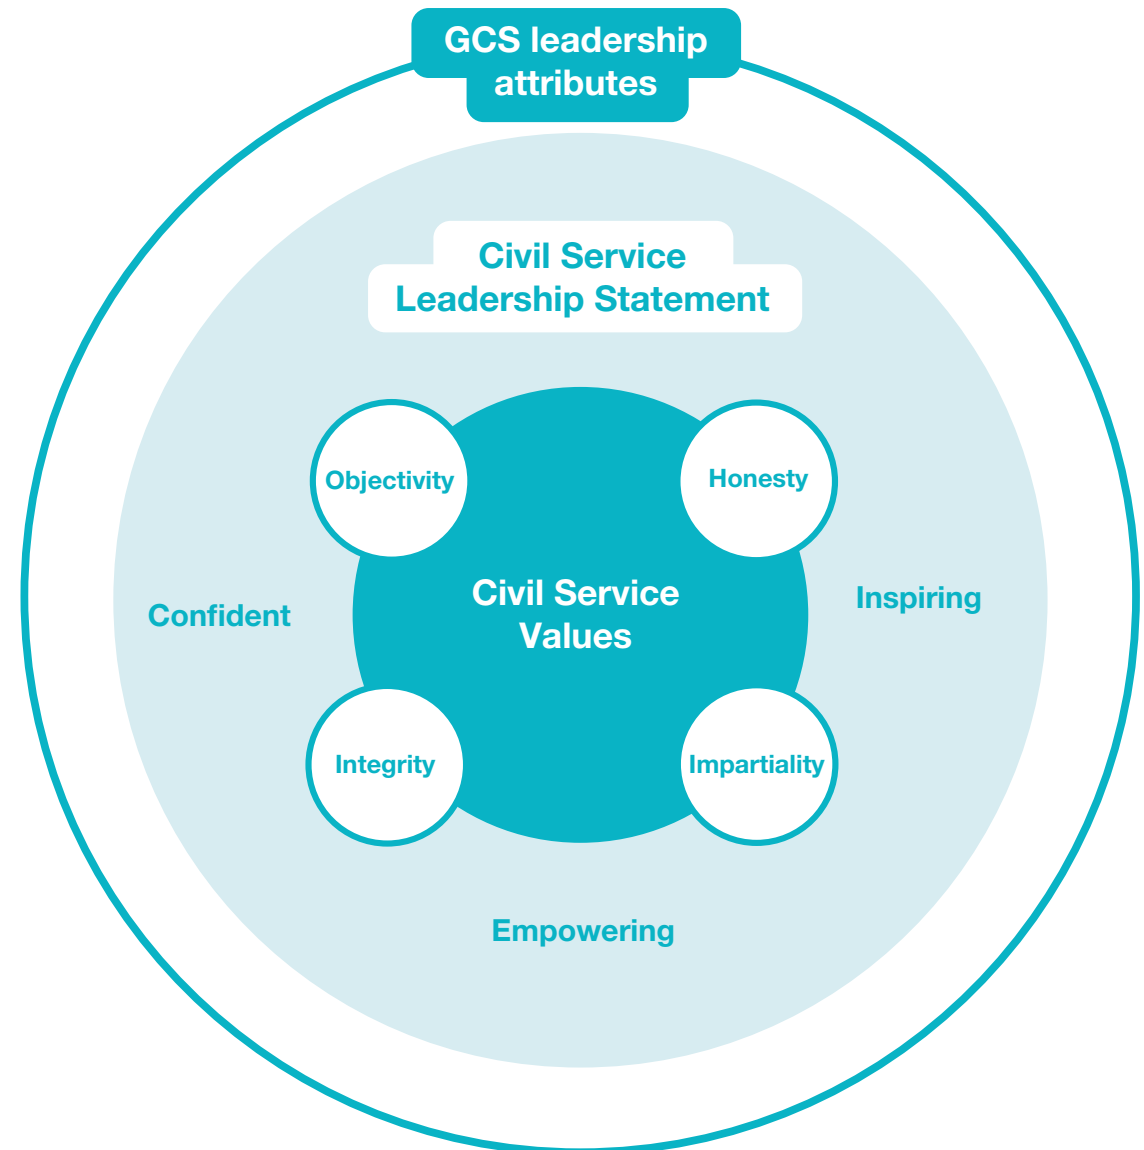 GCS leadership
attributes
Civil Service
Leadership Statement
Objectivity
Honesty
Civil Service
Values
Confident
Inspiring
Integrity
Impartiality
Empowering